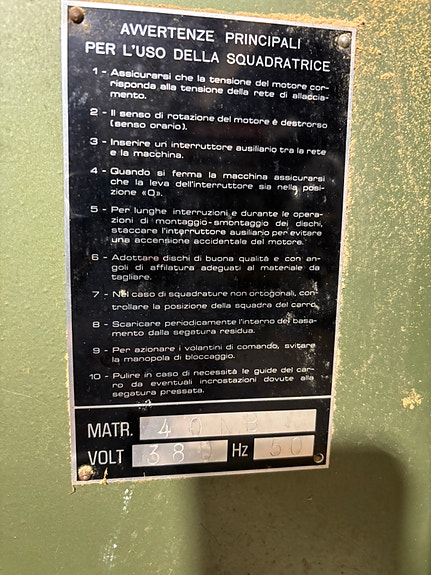 AVVERTENZE PRINCIPALI
PER L'USO DELLA SQUADRATRICE
1 - Assicurarsi che la tensione del motore cor-
risponda alla tensione della rete di allaccia-
mento.
2 - Il senso di rotazione del motore è destrorso
(senso orario).
3 - Inserire un interruttore ausiliario tra la rete
e la macchina.
4 - Quando si ferma la macchina assicurarsi
che la leva dell'interruttore sia nella posi-
zione «O».
5 - Per lunghe interruzioni e durante le opera-
zioni di montaggio-smontaggio dei dischi,
staccare l'interruttore ausiliario per evitare
una accensione accidentale del motore.
6 - Adottare dischi di buona qualità e con an-
goli di affilatura adeguati al materiale da
tagliare.
7 - Nel caso di squadrature non ortogonali, con-
trollare la posizione della squadra del carro.
8 - Scaricare periodicamente l'interno del basa-
mento dalla segatura residua.
9 - Per azionare i volantini di comando, svitare
la manopola di bloccaggio.
10 - Pulire in caso di necessità le guide del car-
ro da eventuali incrostazioni dovute alla
segatura pressata.
MATR. 40
VOLT 380 Hz 50